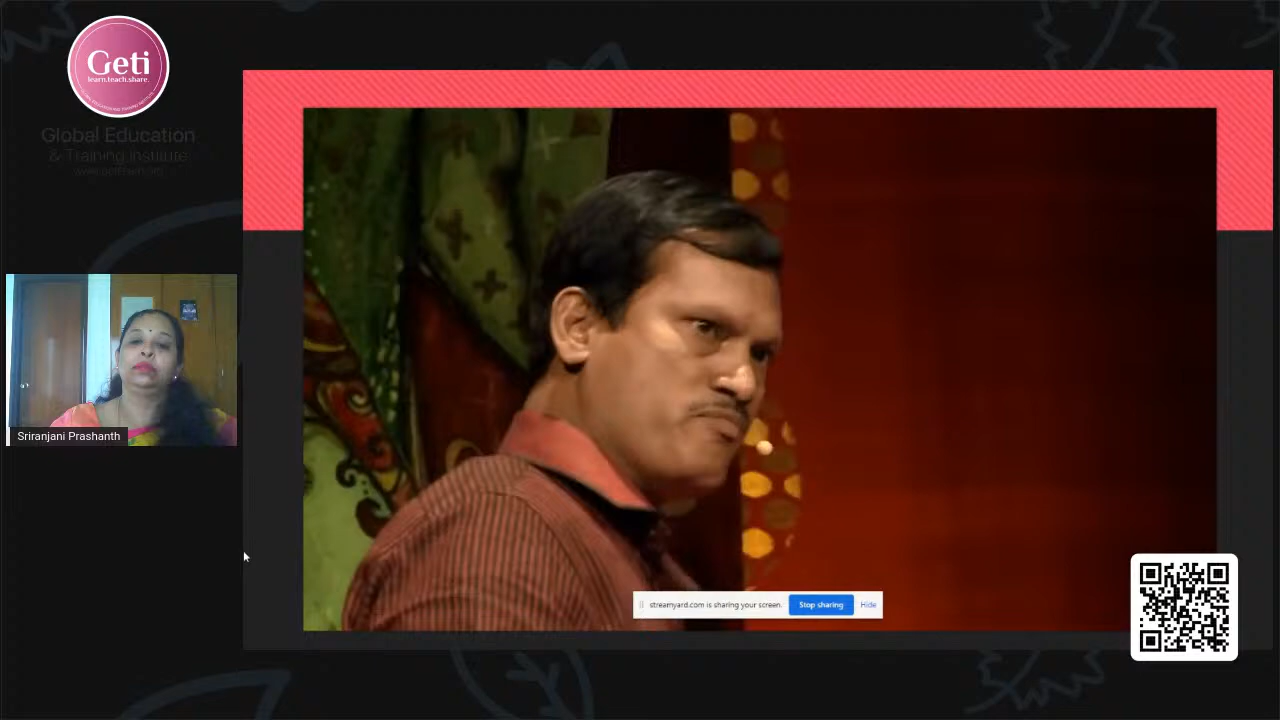 Geti
learn.teach.share.
Global Education
& Training Institute
Sriranjani Prashanth
streamyard.com is sharing your screen.
Stop sharing
Hide